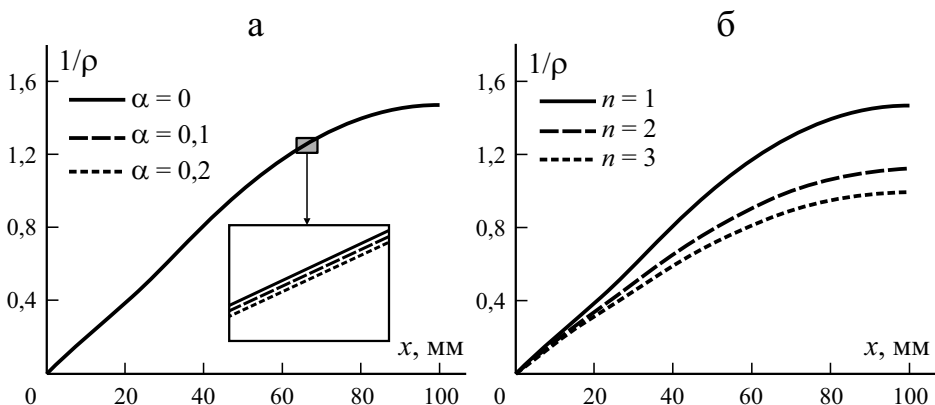 а
1/ρ
1,6
α = 0
α = 0,1
1,2
α = 0,2
0,8
0,4
x, мм
0 20 40 60 80 100
б
1/ρ
1,6
n = 1
n = 2
1,2
n = 3
0,8
0,4
x, мм
0 20 40 60 80 100